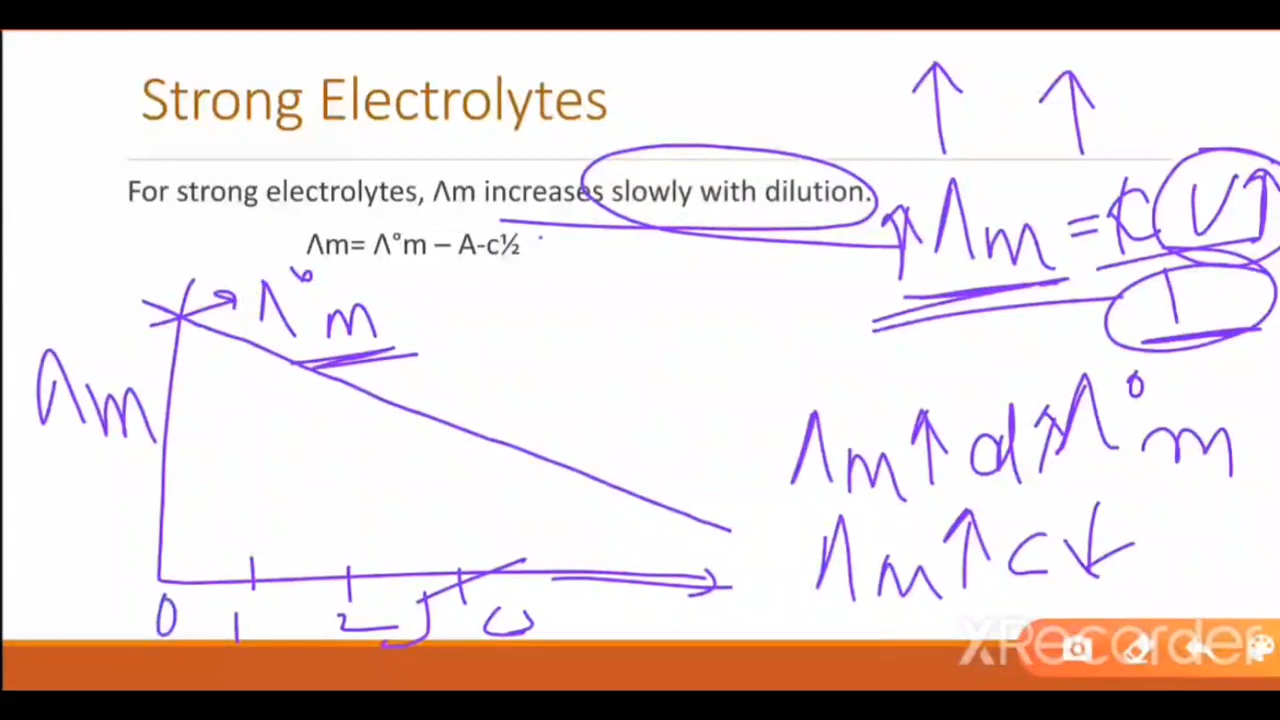 Strong Electrolytes
For strong electrolytes, Λm increases slowly with dilution.
Λm= Λ°m – A-c½
↑ ↑
↑Λm = K V↑
1
Λ°m
Λm
Λm↑ d↑ Λ°m
Λm↑ c↓
0 1 2 √c
XRecorder